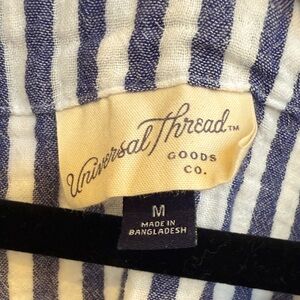 Universal Thread™
GOODS
CO.
M
MADE IN
BANGLADESH